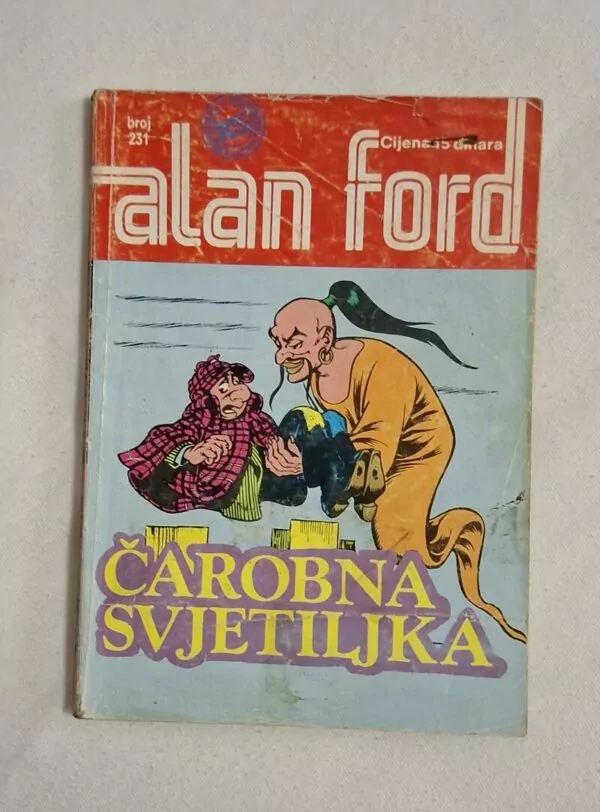 broj
231
Cijena 15 dinara
alan ford
ČAROBNA
SVJETILJKA